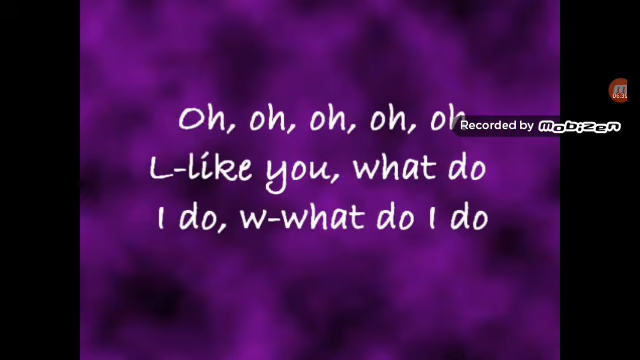 Oh, oh, oh, oh, oh
Recorded by mobizen
L-like you, what do
I do, w-what do I do